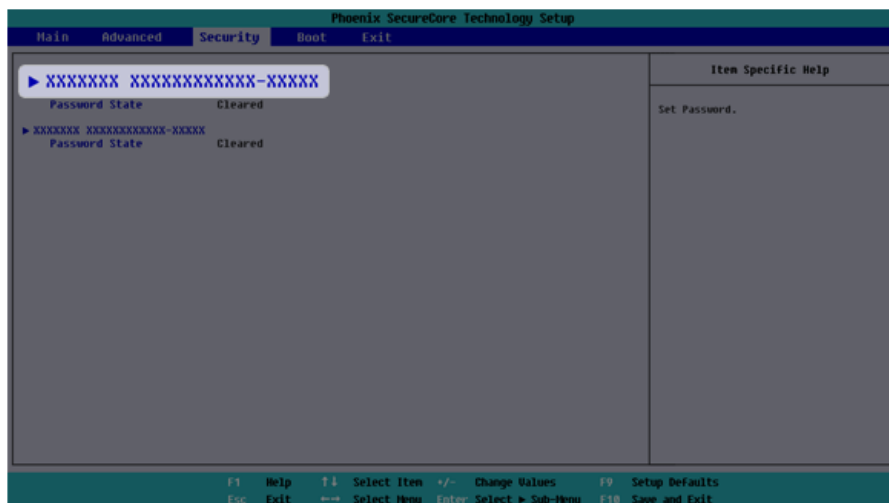 Phoenix SecureCore Technology Setup
Main Advanced Security Boot Exit
Item Specific Help
▶ XXXXXXX XXXXXXXXXXXX-XXXXX
Password State Cleared
Set Password.
▶ XXXXXXX XXXXXXXXXXXX-XXXXX
Password State Cleared
F1 Help ↑↓ Select Item +/- Change Values F9 Setup Defaults
Esc Exit ←→ Select Menu Enter Select ▶ Sub-Menu F10 Save and Exit